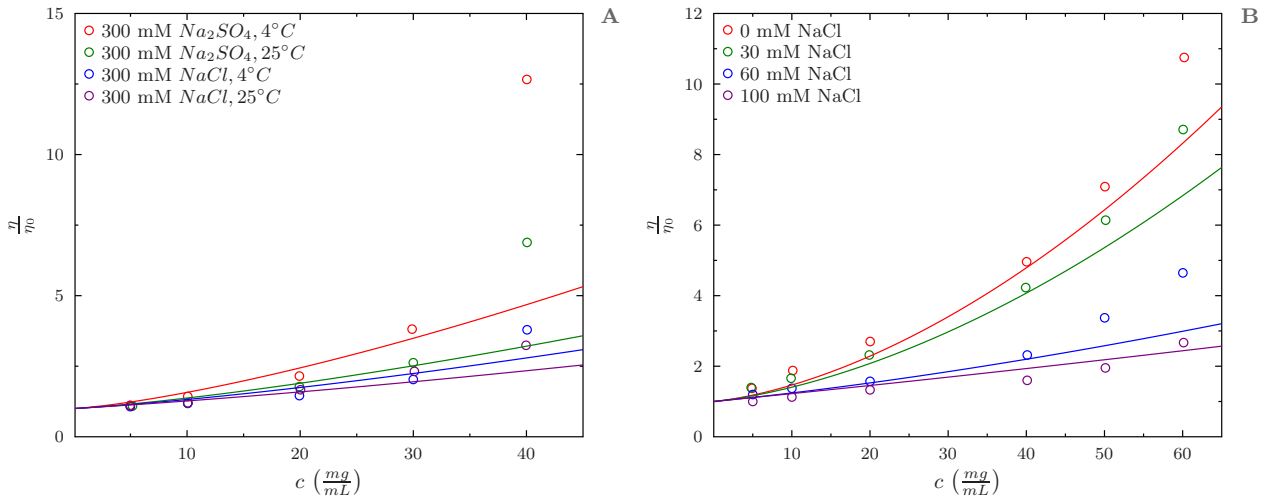 A
15
300 mM Na₂SO₄, 4°C
300 mM Na₂SO₄, 25°C
300 mM NaCl, 4°C
300 mM NaCl, 25°C
10
η/η₀
5
0
10 20 30 40
c (mg/mL)
B
12
0 mM NaCl
30 mM NaCl
60 mM NaCl
100 mM NaCl
10
8
6
η/η₀
4
2
0
10 20 30 40 50 60
c (mg/mL)